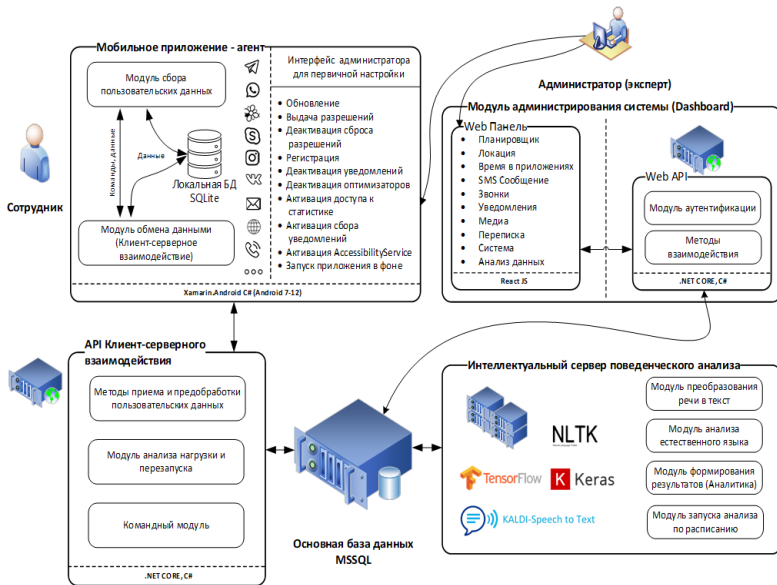 Мобильное приложение - агент
Модуль сбора
пользовательских данных
Команды, данные
Данные
Локальная БД
SQLite
Модуль обмена данными
(Клиент-серверное
взаимодействие)
Интерфейс администратора
для первичной настройки
Обновление
Выдача разрешений
Деактивация сброса
разрешений
Регистрация
Деактивация уведомлений
Деактивация оптимизаторов
Активация доступа к
статистике
Активация сбора
уведомлений
Активация AccessibilityService
Запуск приложения в фоне
Xamarin.Android C# (Android 7-12)
Сотрудник
Администратор (эксперт)
Модуль администрирования системы (Dashboard)
Web Панель
Планировщик
Локация
Время в приложениях
SMS Сообщение
Звонки
Уведомления
Медиа
Переписка
Система
Анализ данных
React JS
Web API
Модуль аутентификации
Методы
взаимодействия
.NET CORE, C#
API Клиент-серверного
взаимодействия
Методы приема и предобработки
пользовательских данных
Модуль анализа нагрузки и
перезапуска
Командный модуль
.NET CORE, C#
Основная база данных
MSSQL
Интеллектуальный сервер поведенческого анализа
NLTK
TensorFlow
K Keras
KALDI-Speech to Text
Модуль преобразования
речи в текст
Модуль анализа
естественного языка
Модуль формирования
результатов (Аналитика)
Модуль запуска анализа
по расписанию